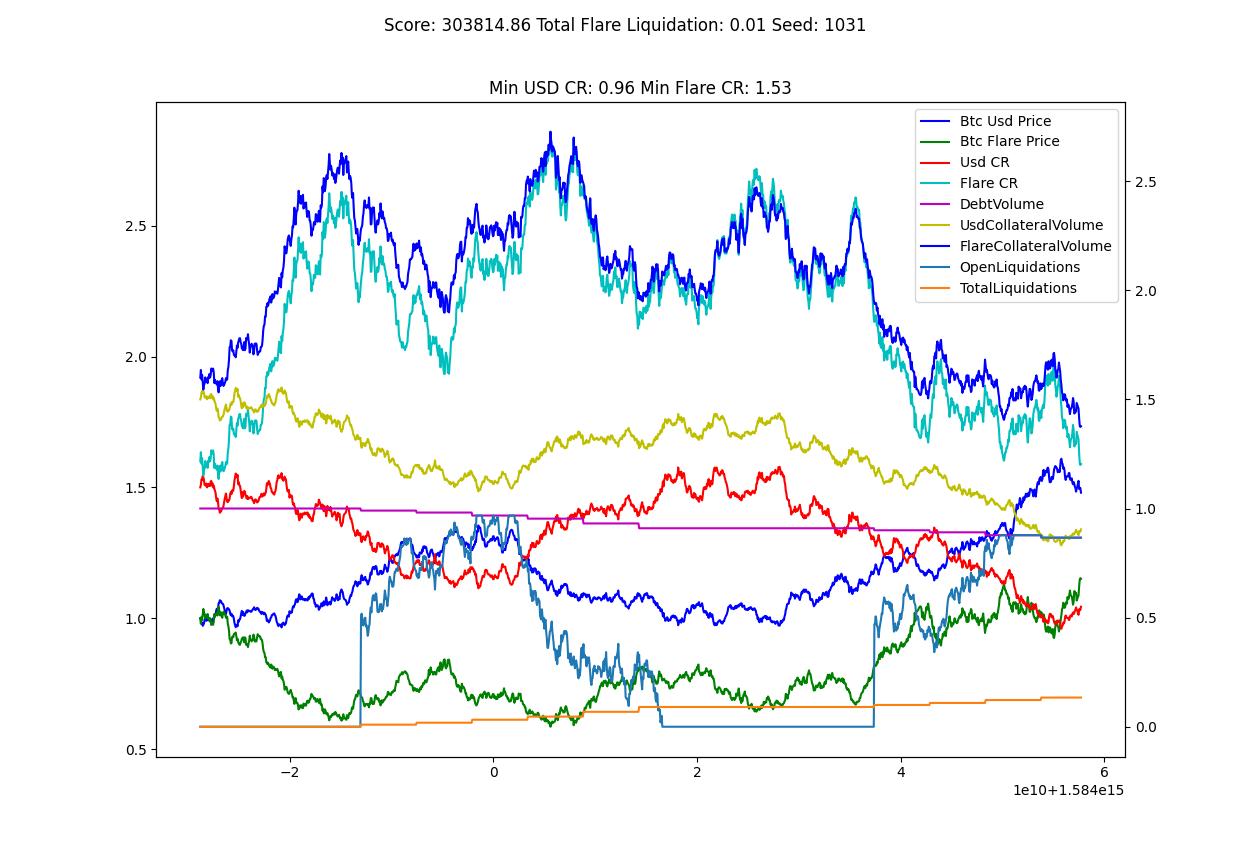 Score: 303814.86 Total Flare Liquidation: 0.01 Seed: 1031
Min USD CR: 0.96 Min Flare CR: 1.53
Btc Usd Price
Btc Flare Price
Usd CR
Flare CR
DebtVolume
UsdCollateralVolume
FlareCollateralVolume
OpenLiquidations
TotalLiquidations
2.5
2.0
1.5
1.0
0.5
2.5
2.0
1.5
1.0
0.5
0.0
−2
0
2
4
6
1e10+1.584e15